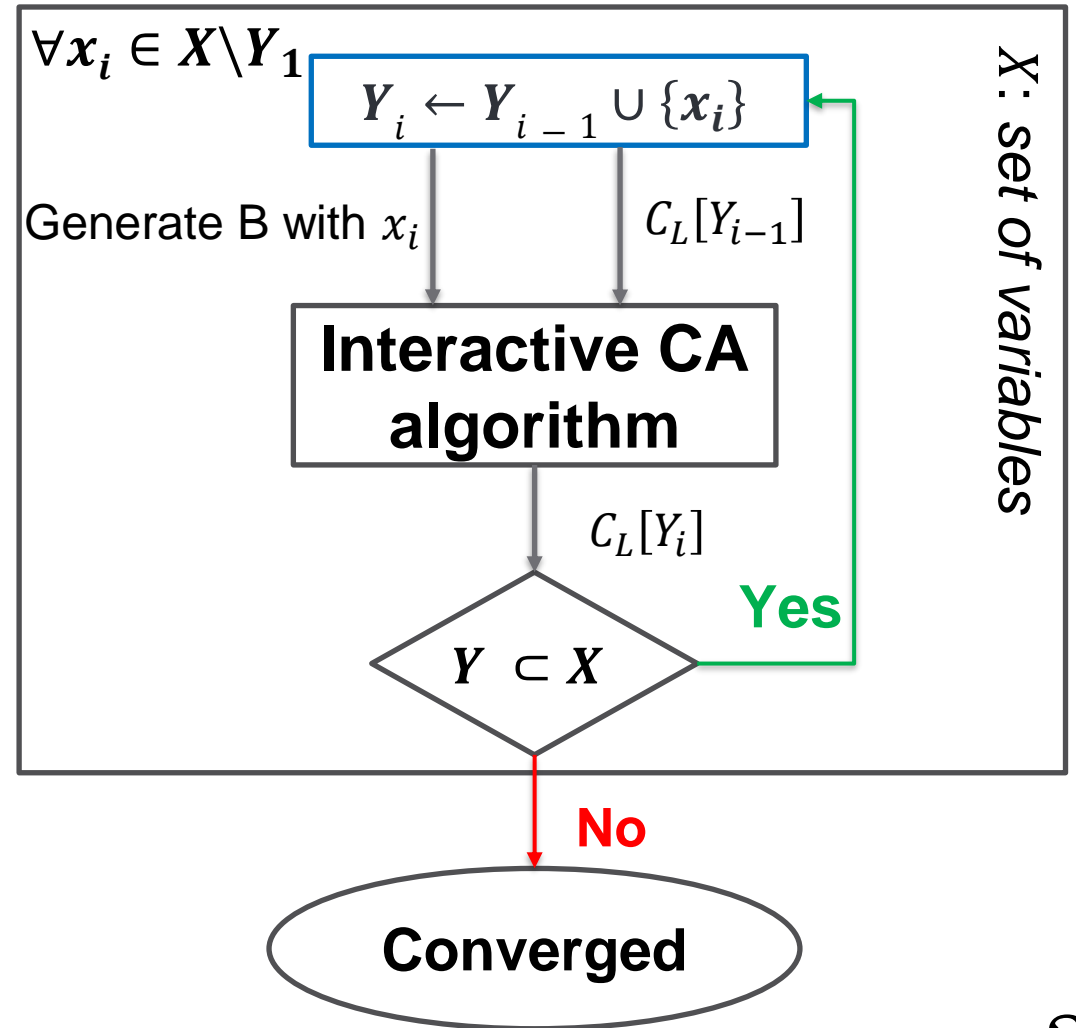 ∀xᵢ ∈ X\Y₁
Yᵢ ← Yᵢ ₋ ₁ ∪ {xᵢ}
X: set of variables
Generate B with xᵢ
C_L[Yᵢ₋₁]
Interactive CA
algorithm
C_L[Yᵢ]
Yes
Y ⊂ X
No
Converged